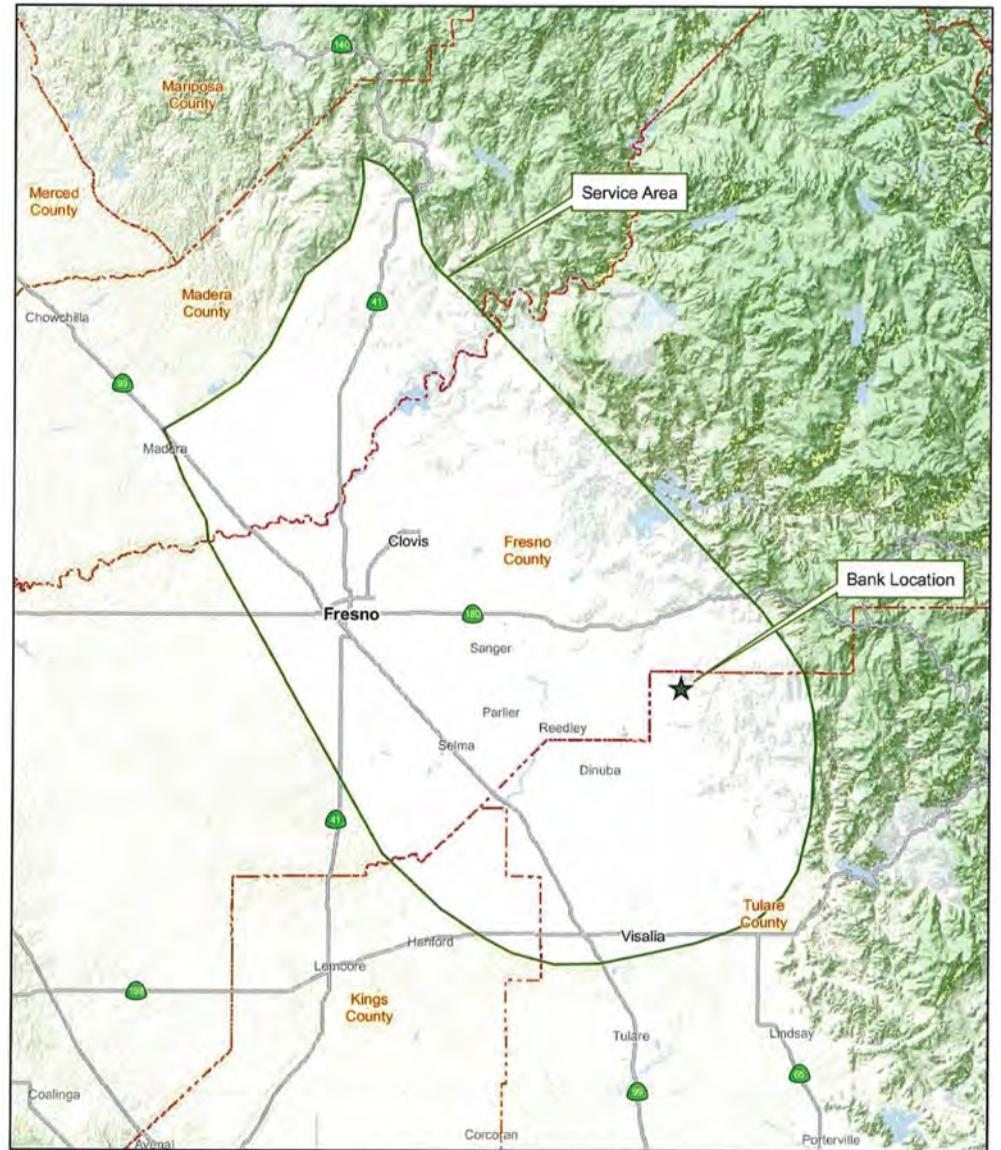 140
Mariposa
County
Service Area
Merced
County
Madera
County
41
Chowchilla
99
Madera
Clovis
Fresno
County
Bank Location
Fresno
180
Sanger
Parlier
Reedley
Selma
Dinuba
41
Tulare
County
Visalia
Hanford
Lemoore
198
Kings
County
Tulare
Lindsay
65
99
Coalinga
Avenal
Corcoran
Porterville